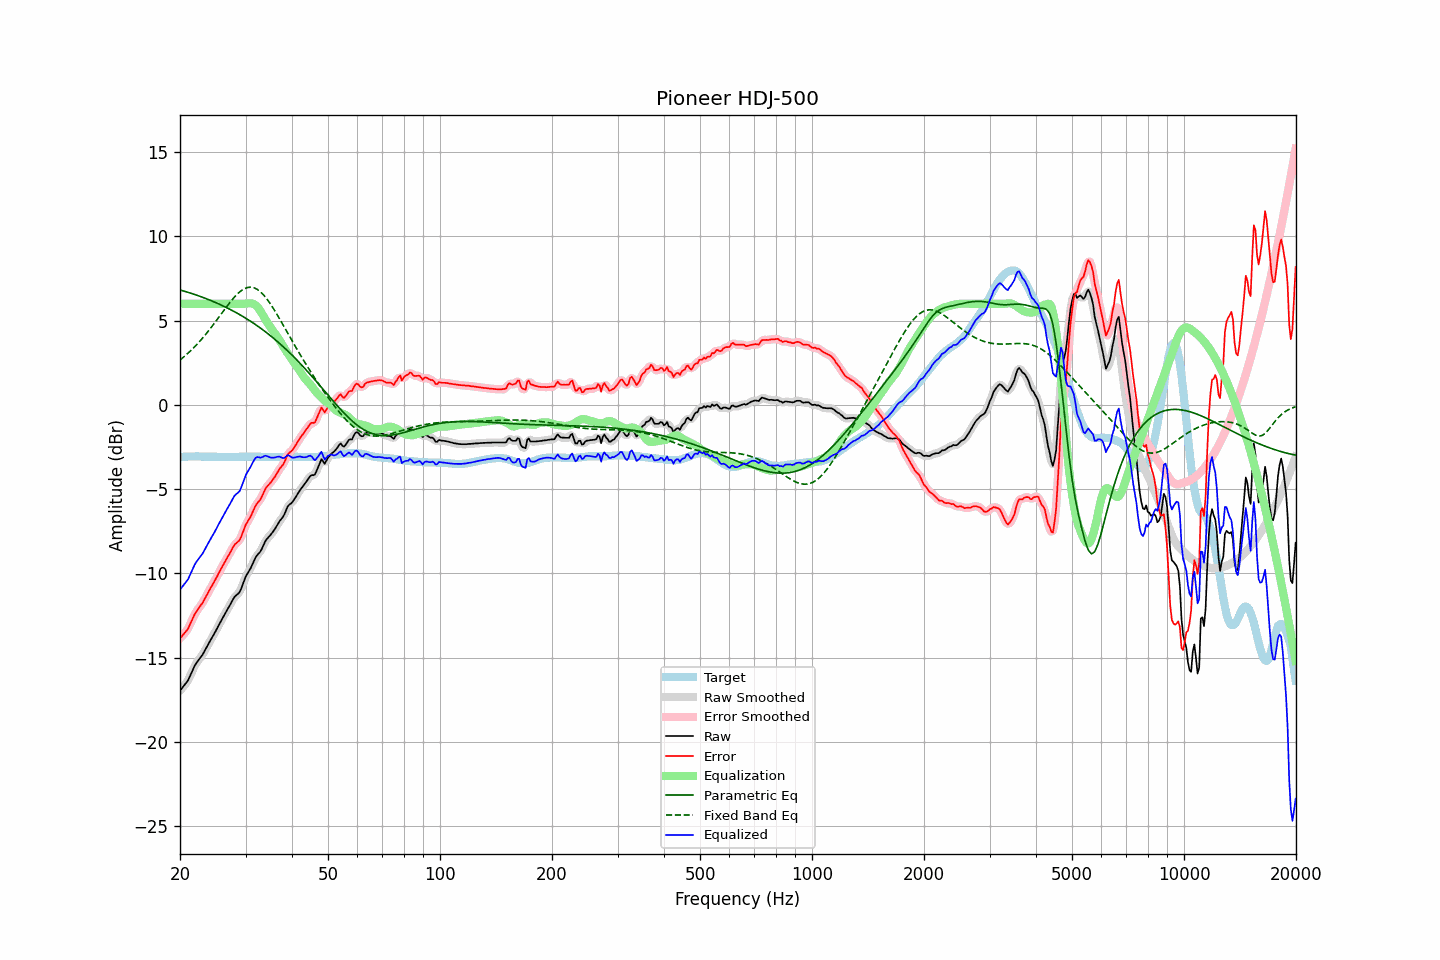 Pioneer HDJ-500
Amplitude (dBr)
15
10
5
0
−5
−10
−15
−20
−25
Target
Raw Smoothed
Error Smoothed
Raw
Error
Equalization
Parametric Eq
Fixed Band Eq
Equalized
20 50 100 200 500 1000 2000 5000 10000 20000
Frequency (Hz)